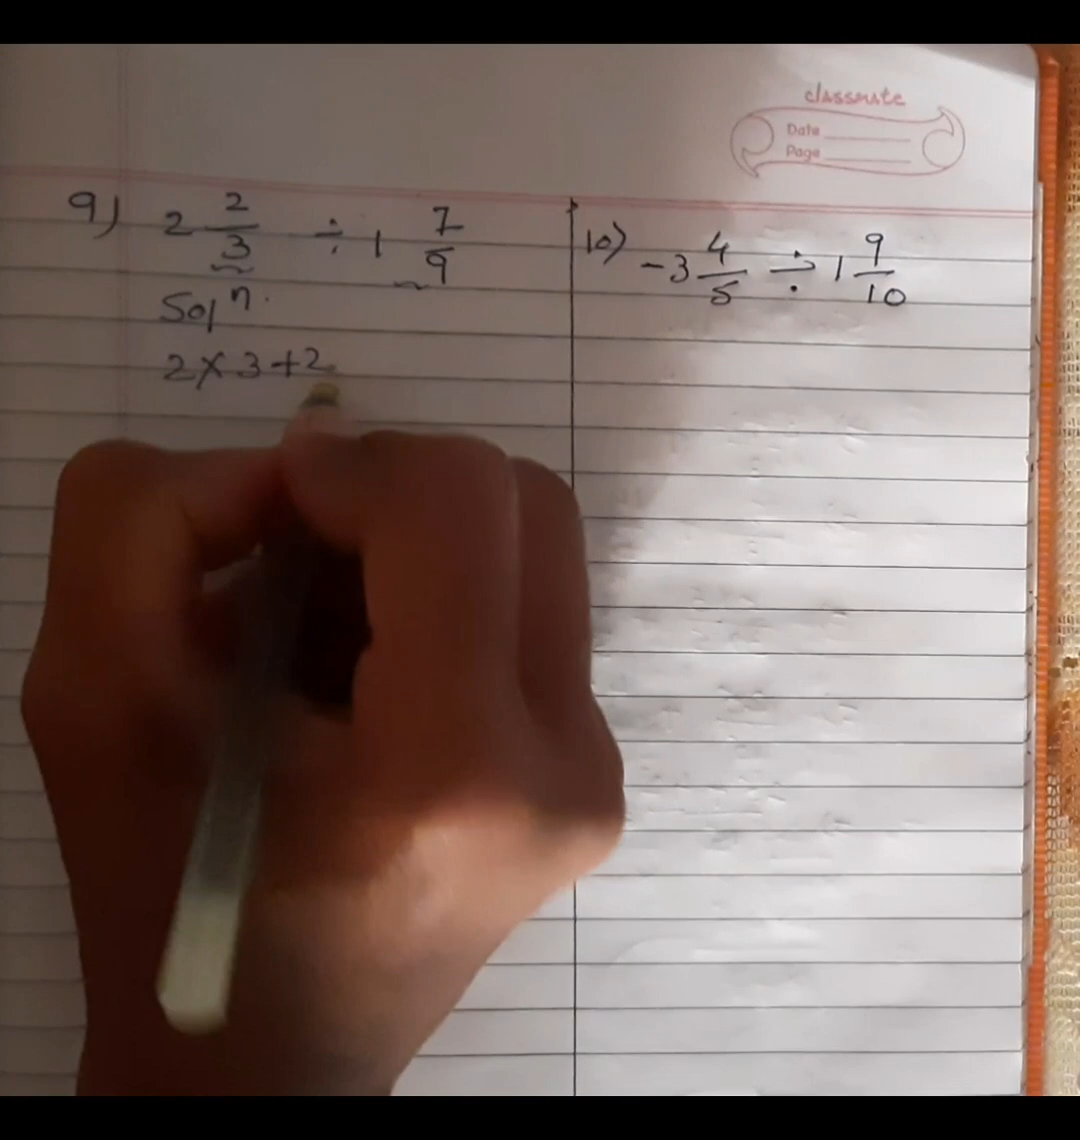 classmate
Date
Page
9) 2 2/3 ÷ 1 7/9
Solⁿ.
2 × 3 + 2
10) -3 4/5 ÷ 1 9/10